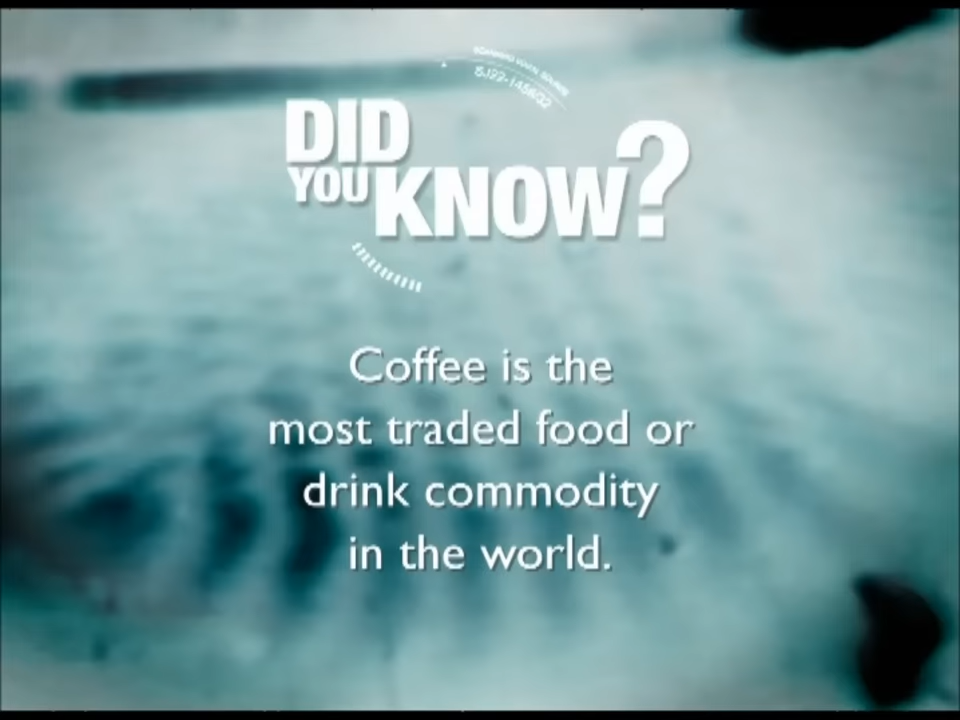 DID
YOU KNOW?
Coffee is the
most traded food or
drink commodity
in the world.